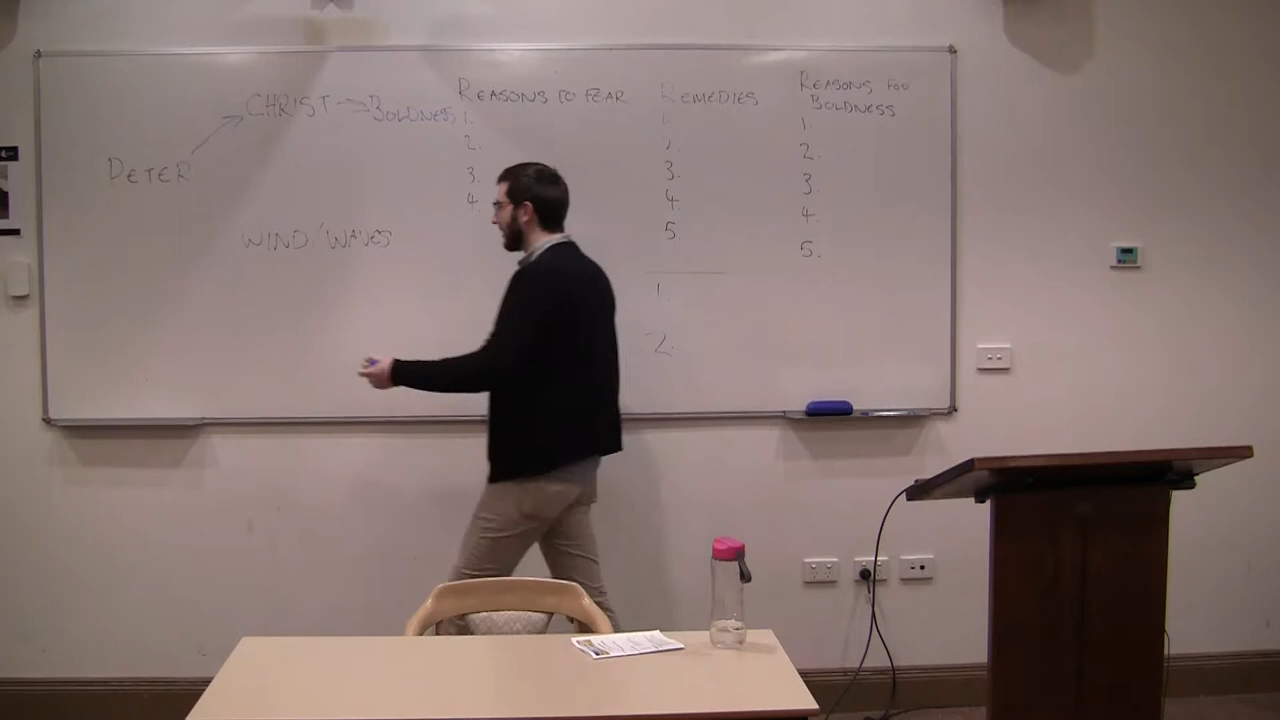 CHRIST → BOLDNESS
PETER
WIND/WAVES
REASONS TO FEAR
1.
2.
3.
4.
REMEDIES
1.
2.
3.
4.
5.
1.
2.
REASONS FOR
BOLDNESS
1
2.
3.
4.
5.